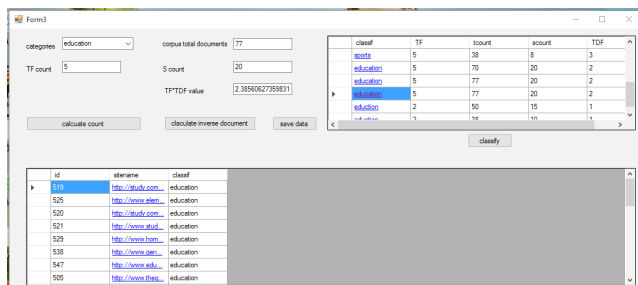 Form3
categories education
corpus total documents 77
TF count 5
S count 20
TF*TDF value 2.38560627359831
calcuate count
claculate inverse document
save data
classif TF tcount scount TDF
sports 5 38 8 3
education 5 70 20 2
education 5 77 20 2
education 5 77 20 2
eduction 2 50 15 1
classify
id sitename classif
519 http://study.com... education
525 http://www.elem... education
520 http://study.com... education
521 http://www.stud... education
529 http://www.hom... education
538 http://www.gen... education
547 http://www.edu... education
505 http://www.theq... education